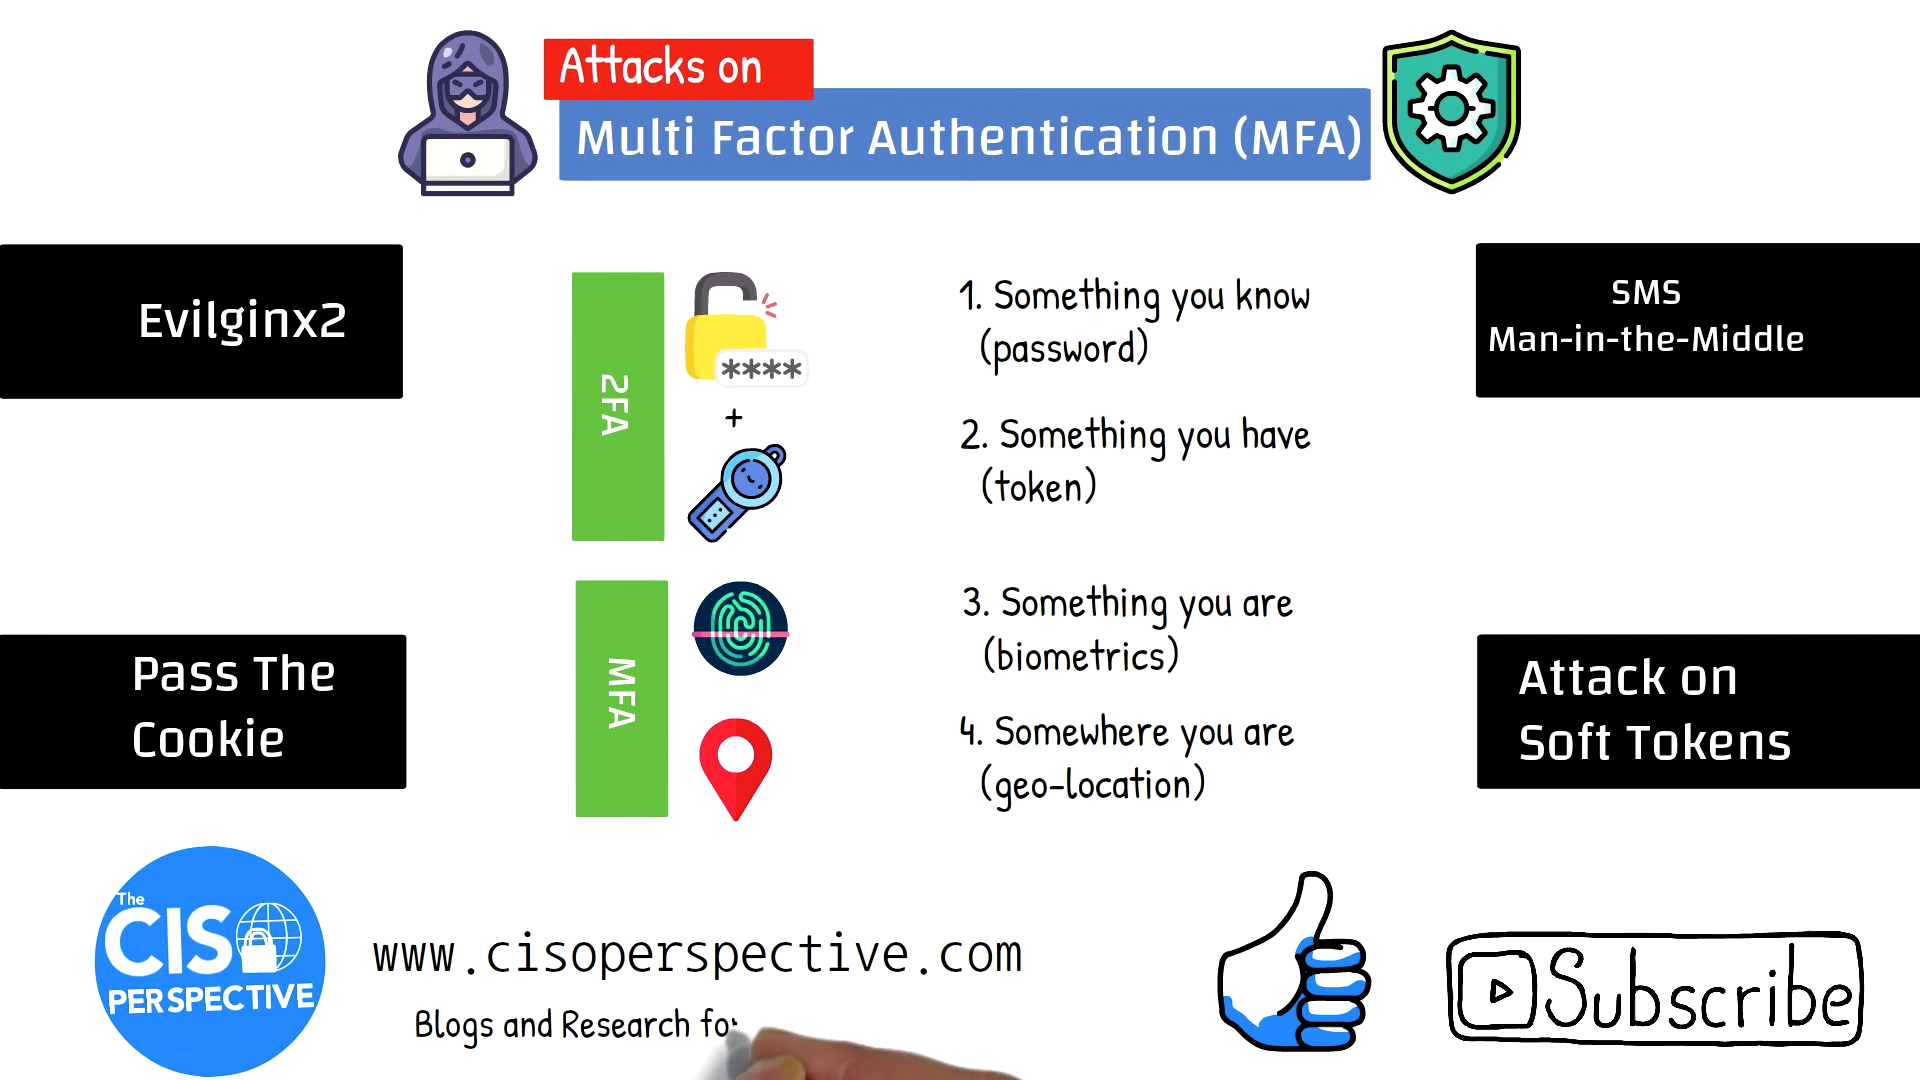 Attacks on
Multi Factor Authentication (MFA)
Evilginx2
SMS
Man-in-the-Middle
2FA
****
+
1. Something you know
(password)
2. Something you have
(token)
MFA
3. Something you are
(biometrics)
4. Somewhere you are
(geo-location)
Pass The
Cookie
Attack on
Soft Tokens
The
CISO
PERSPECTIVE
www.cisoperspective.com
Blogs and Research for
Subscribe